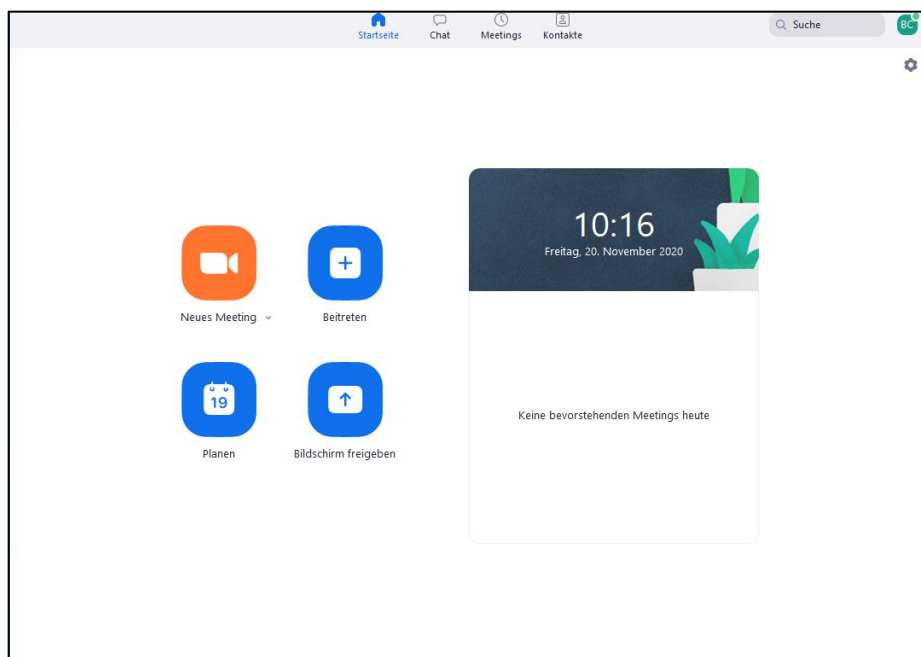 Startseite
Chat
Meetings
Kontakte
Suche
BC
10:16
Freitag, 20. November 2020
Neues Meeting
Beitreten
19
Planen
Bildschirm freigeben
Keine bevorstehenden Meetings heute